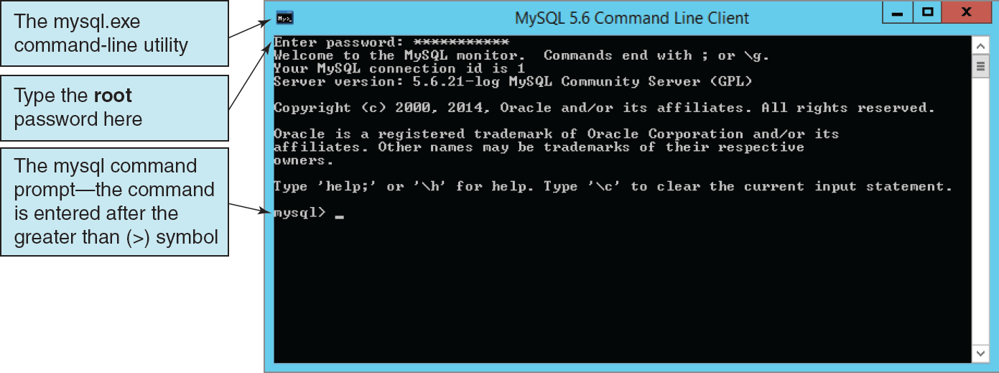 The mysql.exe
command-line utility
Type the root
password here
The mysql command
prompt—the command
is entered after the
greater than (>) symbol
MySQL 5.6 Command Line Client
Enter password: ***********
Welcome to the MySQL monitor.  Commands end with ; or \g.
Your MySQL connection id is 1
Server version: 5.6.21-log MySQL Community Server (GPL)
Copyright (c) 2000, 2014, Oracle and/or its affiliates. All rights reserved.
Oracle is a registered trademark of Oracle Corporation and/or its
affiliates. Other names may be trademarks of their respective
owners.
Type 'help;' or '\h' for help. Type '\c' to clear the current input statement.
mysql> _